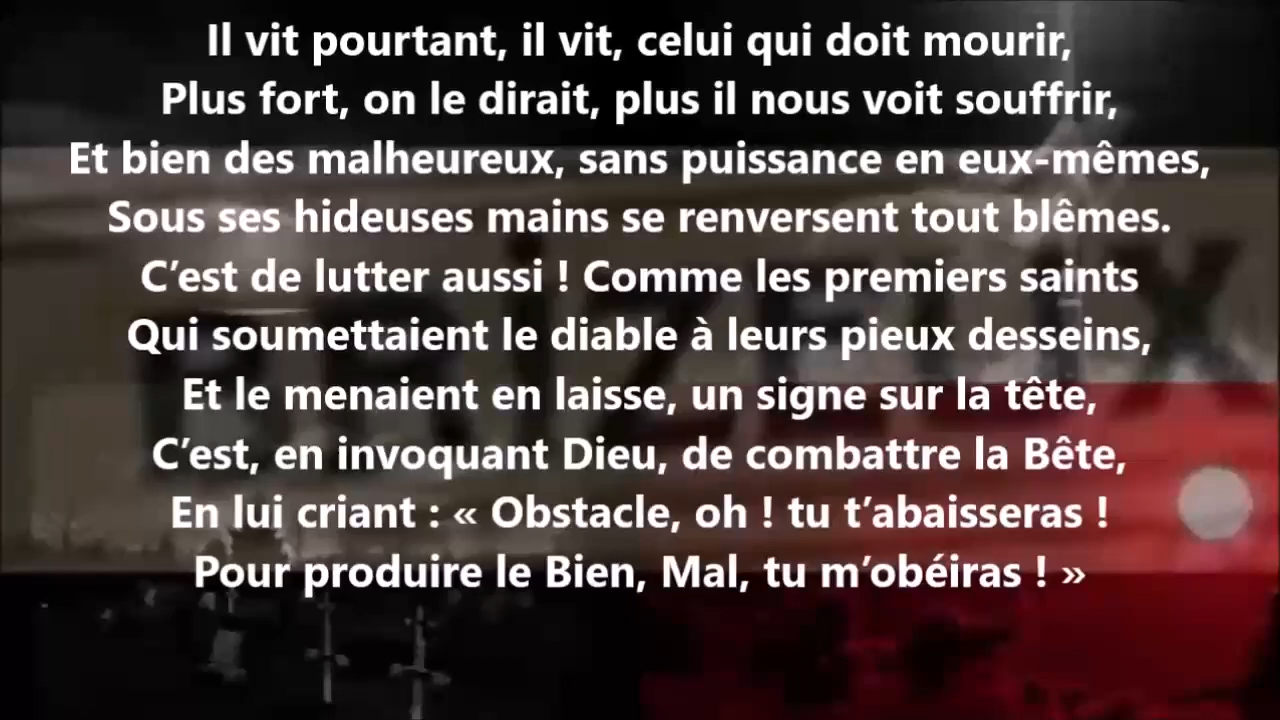 Il vit pourtant, il vit, celui qui doit mourir,
Plus fort, on le dirait, plus il nous voit souffrir,
Et bien des malheureux, sans puissance en eux-mêmes,
Sous ses hideuses mains se renversent tout blêmes.
C’est de lutter aussi ! Comme les premiers saints
Qui soumettaient le diable à leurs pieux desseins,
Et le menaient en laisse, un signe sur la tête,
C’est, en invoquant Dieu, de combattre la Bête,
En lui criant : « Obstacle, oh ! tu t’abaisseras !
Pour produire le Bien, Mal, tu m’obéiras ! »